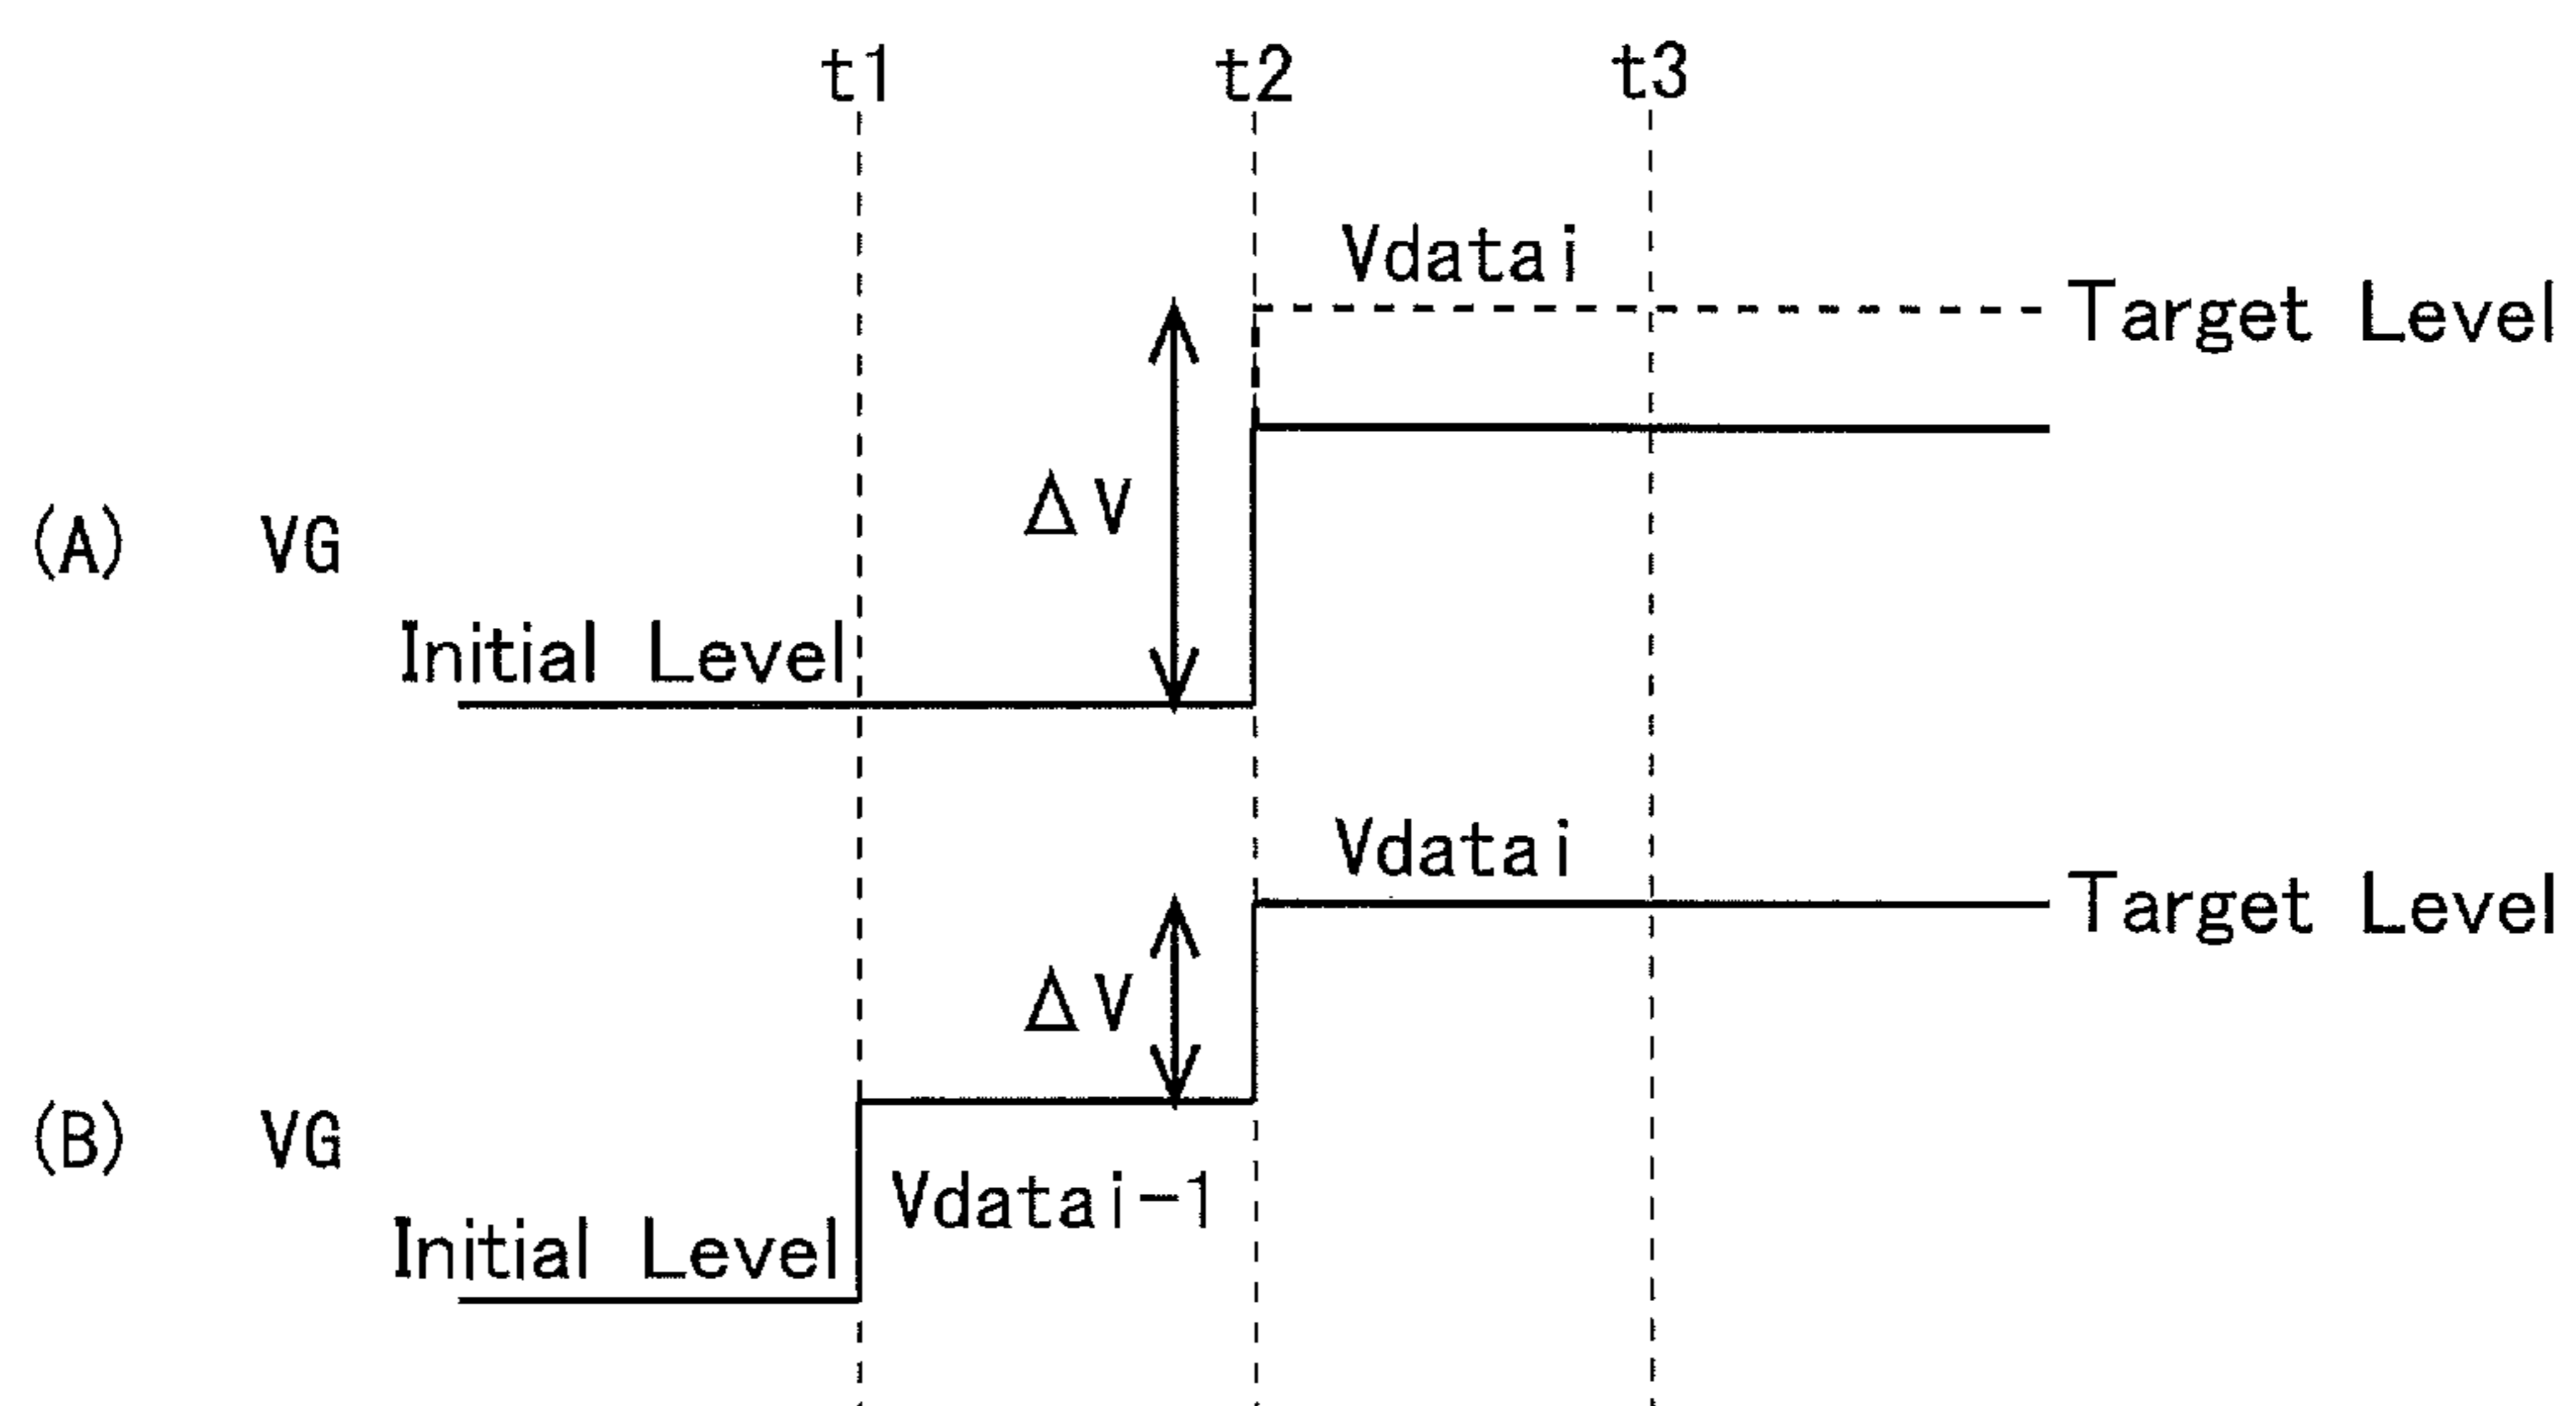 t1 t2 t3
Vdatai
Target Level
ΔV
(A) VG
Initial Level
Vdatai
Target Level
ΔV
(B) VG
Vdatai-1
Initial Level